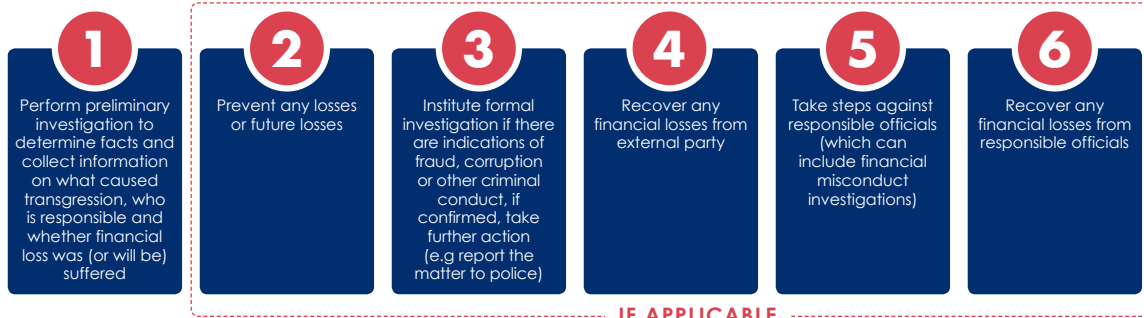 1
Perform preliminary
investigation to
determine facts and
collect information
on what caused
transgression, who
is responsible and
whether financial
loss was (or will be)
suffered
2
Prevent any losses
or future losses
3
Institute formal
investigation if there
are indications of
fraud, corruption
or other criminal
conduct, if
confirmed, take
further action
(e.g report the
matter to police)
4
Recover any
financial losses from
external party
5
Take steps against
responsible officials
(which can
include financial
misconduct
investigations)
6
Recover any
financial losses from
responsible officials
IF APPLICABLE